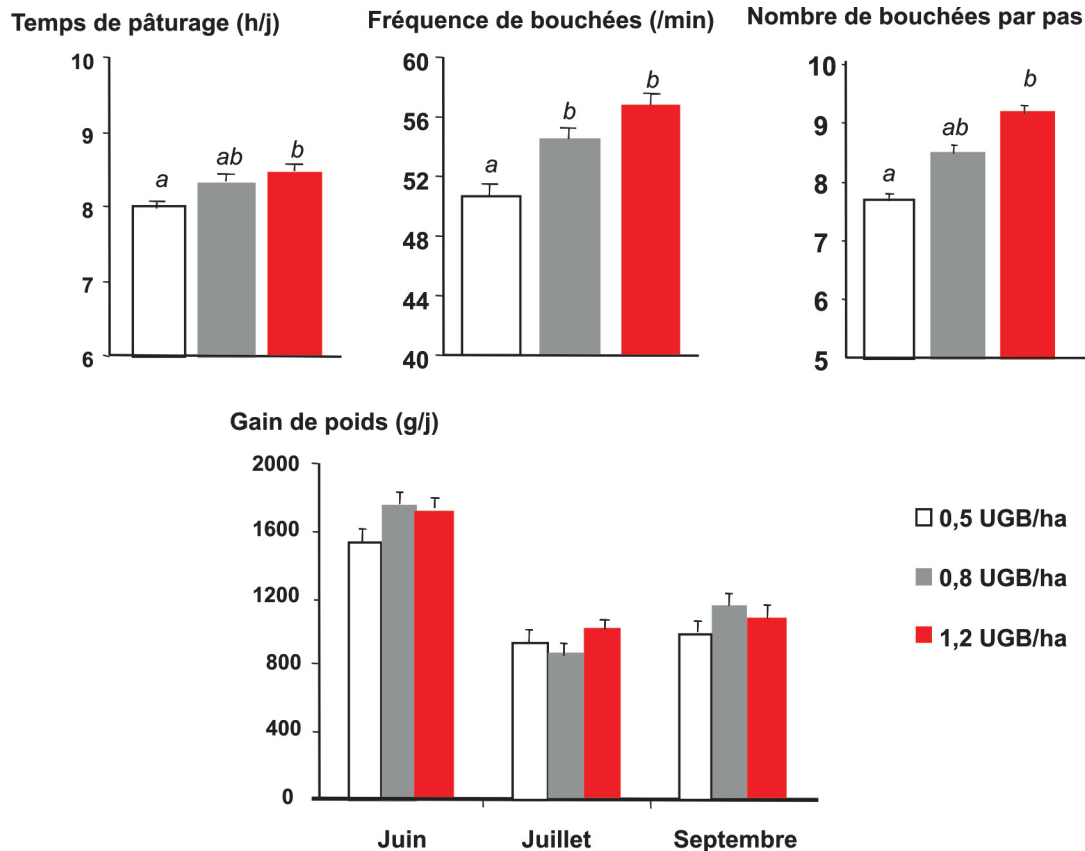 Temps de pâturage (h/j)
10
9
8
7
6
a
ab
b
Fréquence de bouchées (/min)
60
56
52
48
44
40
a
b
b
Nombre de bouchées par pas
10
9
8
7
6
5
a
ab
b
Gain de poids (g/j)
2000
1600
1200
800
400
0
Juin
Juillet
Septembre
0,5 UGB/ha
0,8 UGB/ha
1,2 UGB/ha